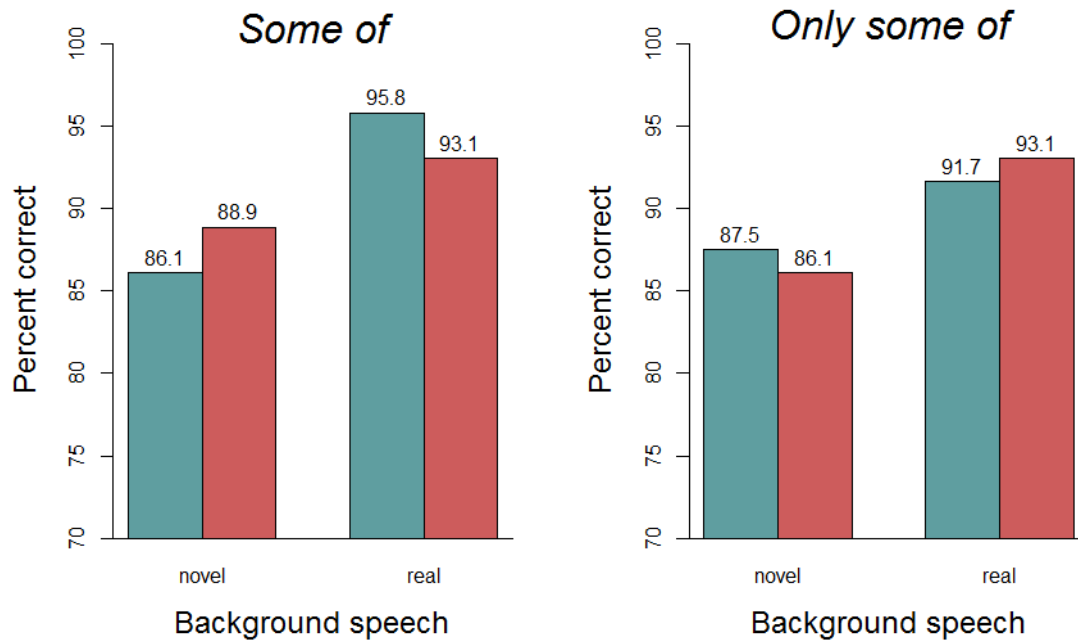 Some of
Percent correct
100
95
90
85
80
75
70
86.1
88.9
95.8
93.1
novel
real
Background speech
Only some of
Percent correct
100
95
90
85
80
75
70
87.5
86.1
91.7
93.1
novel
real
Background speech